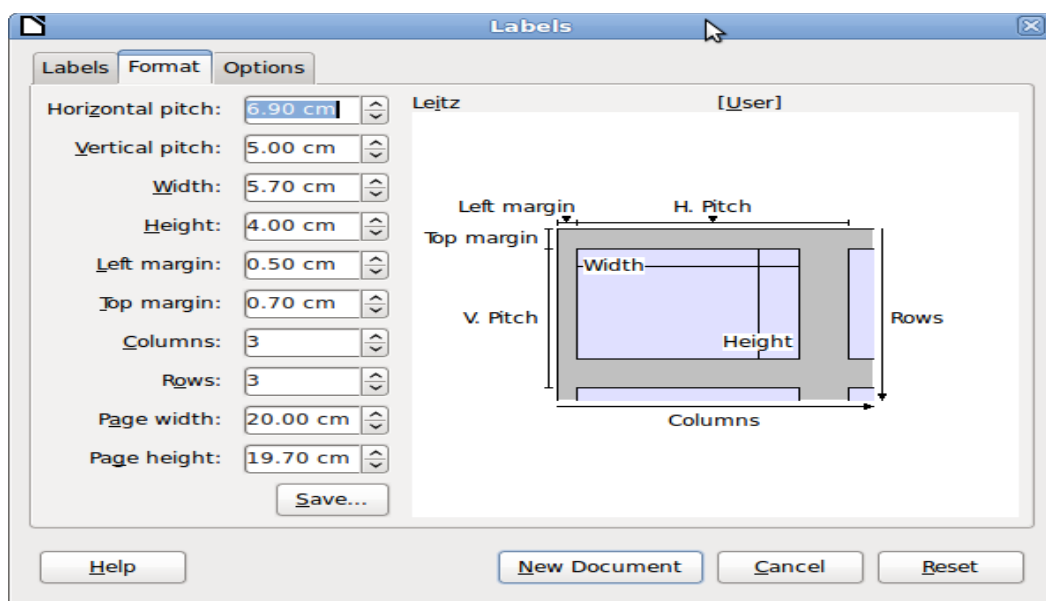 Labels
Labels Format Options
Horizontal pitch: 6.90 cm
Vertical pitch: 5.00 cm
Width: 5.70 cm
Height: 4.00 cm
Left margin: 0.50 cm
Top margin: 0.70 cm
Columns: 3
Rows: 3
Page width: 20.00 cm
Page height: 19.70 cm
Save...
Leitz [User]
Left margin H. Pitch
Top margin
Width
V. Pitch Rows
Height
Columns
Help New Document Cancel Reset